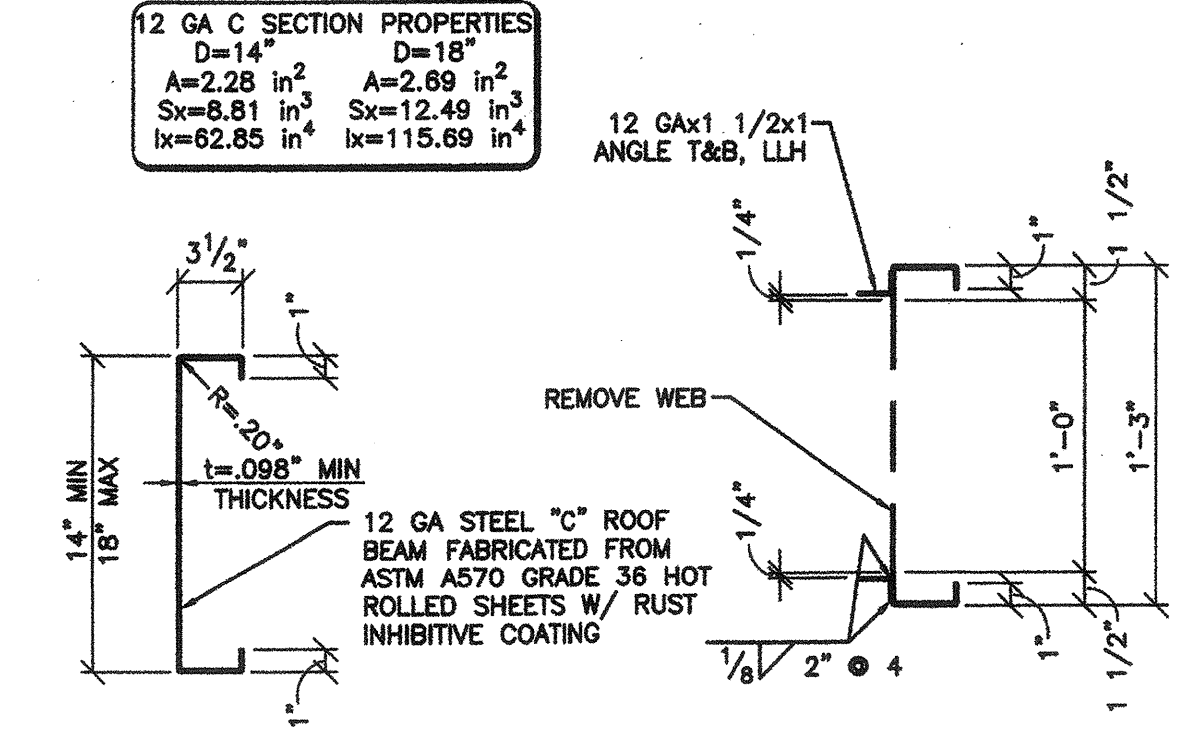 12 GA C SECTION PROPERTIES
D=14" D=18"
A=2.28 in² A=2.69 in²
Sx=8.81 in³ Sx=12.49 in³
Ix=62.85 in⁴ Ix=115.69 in⁴
12 GAx1 1/2x1
ANGLE T&B, LLH
3 1/2"
1"
R=.20"
t=.098" MIN
THICKNESS
14" MIN
18" MAX
12 GA STEEL "C" ROOF
BEAM FABRICATED FROM
ASTM A570 GRADE 36 HOT
ROLLED SHEETS W/ RUST
INHIBITIVE COATING
1"
1/4"
1"
1 1/2"
REMOVE WEB
1'-0"
1'-3"
1/4"
1/8 2" @ 4
1"
1 1/2"